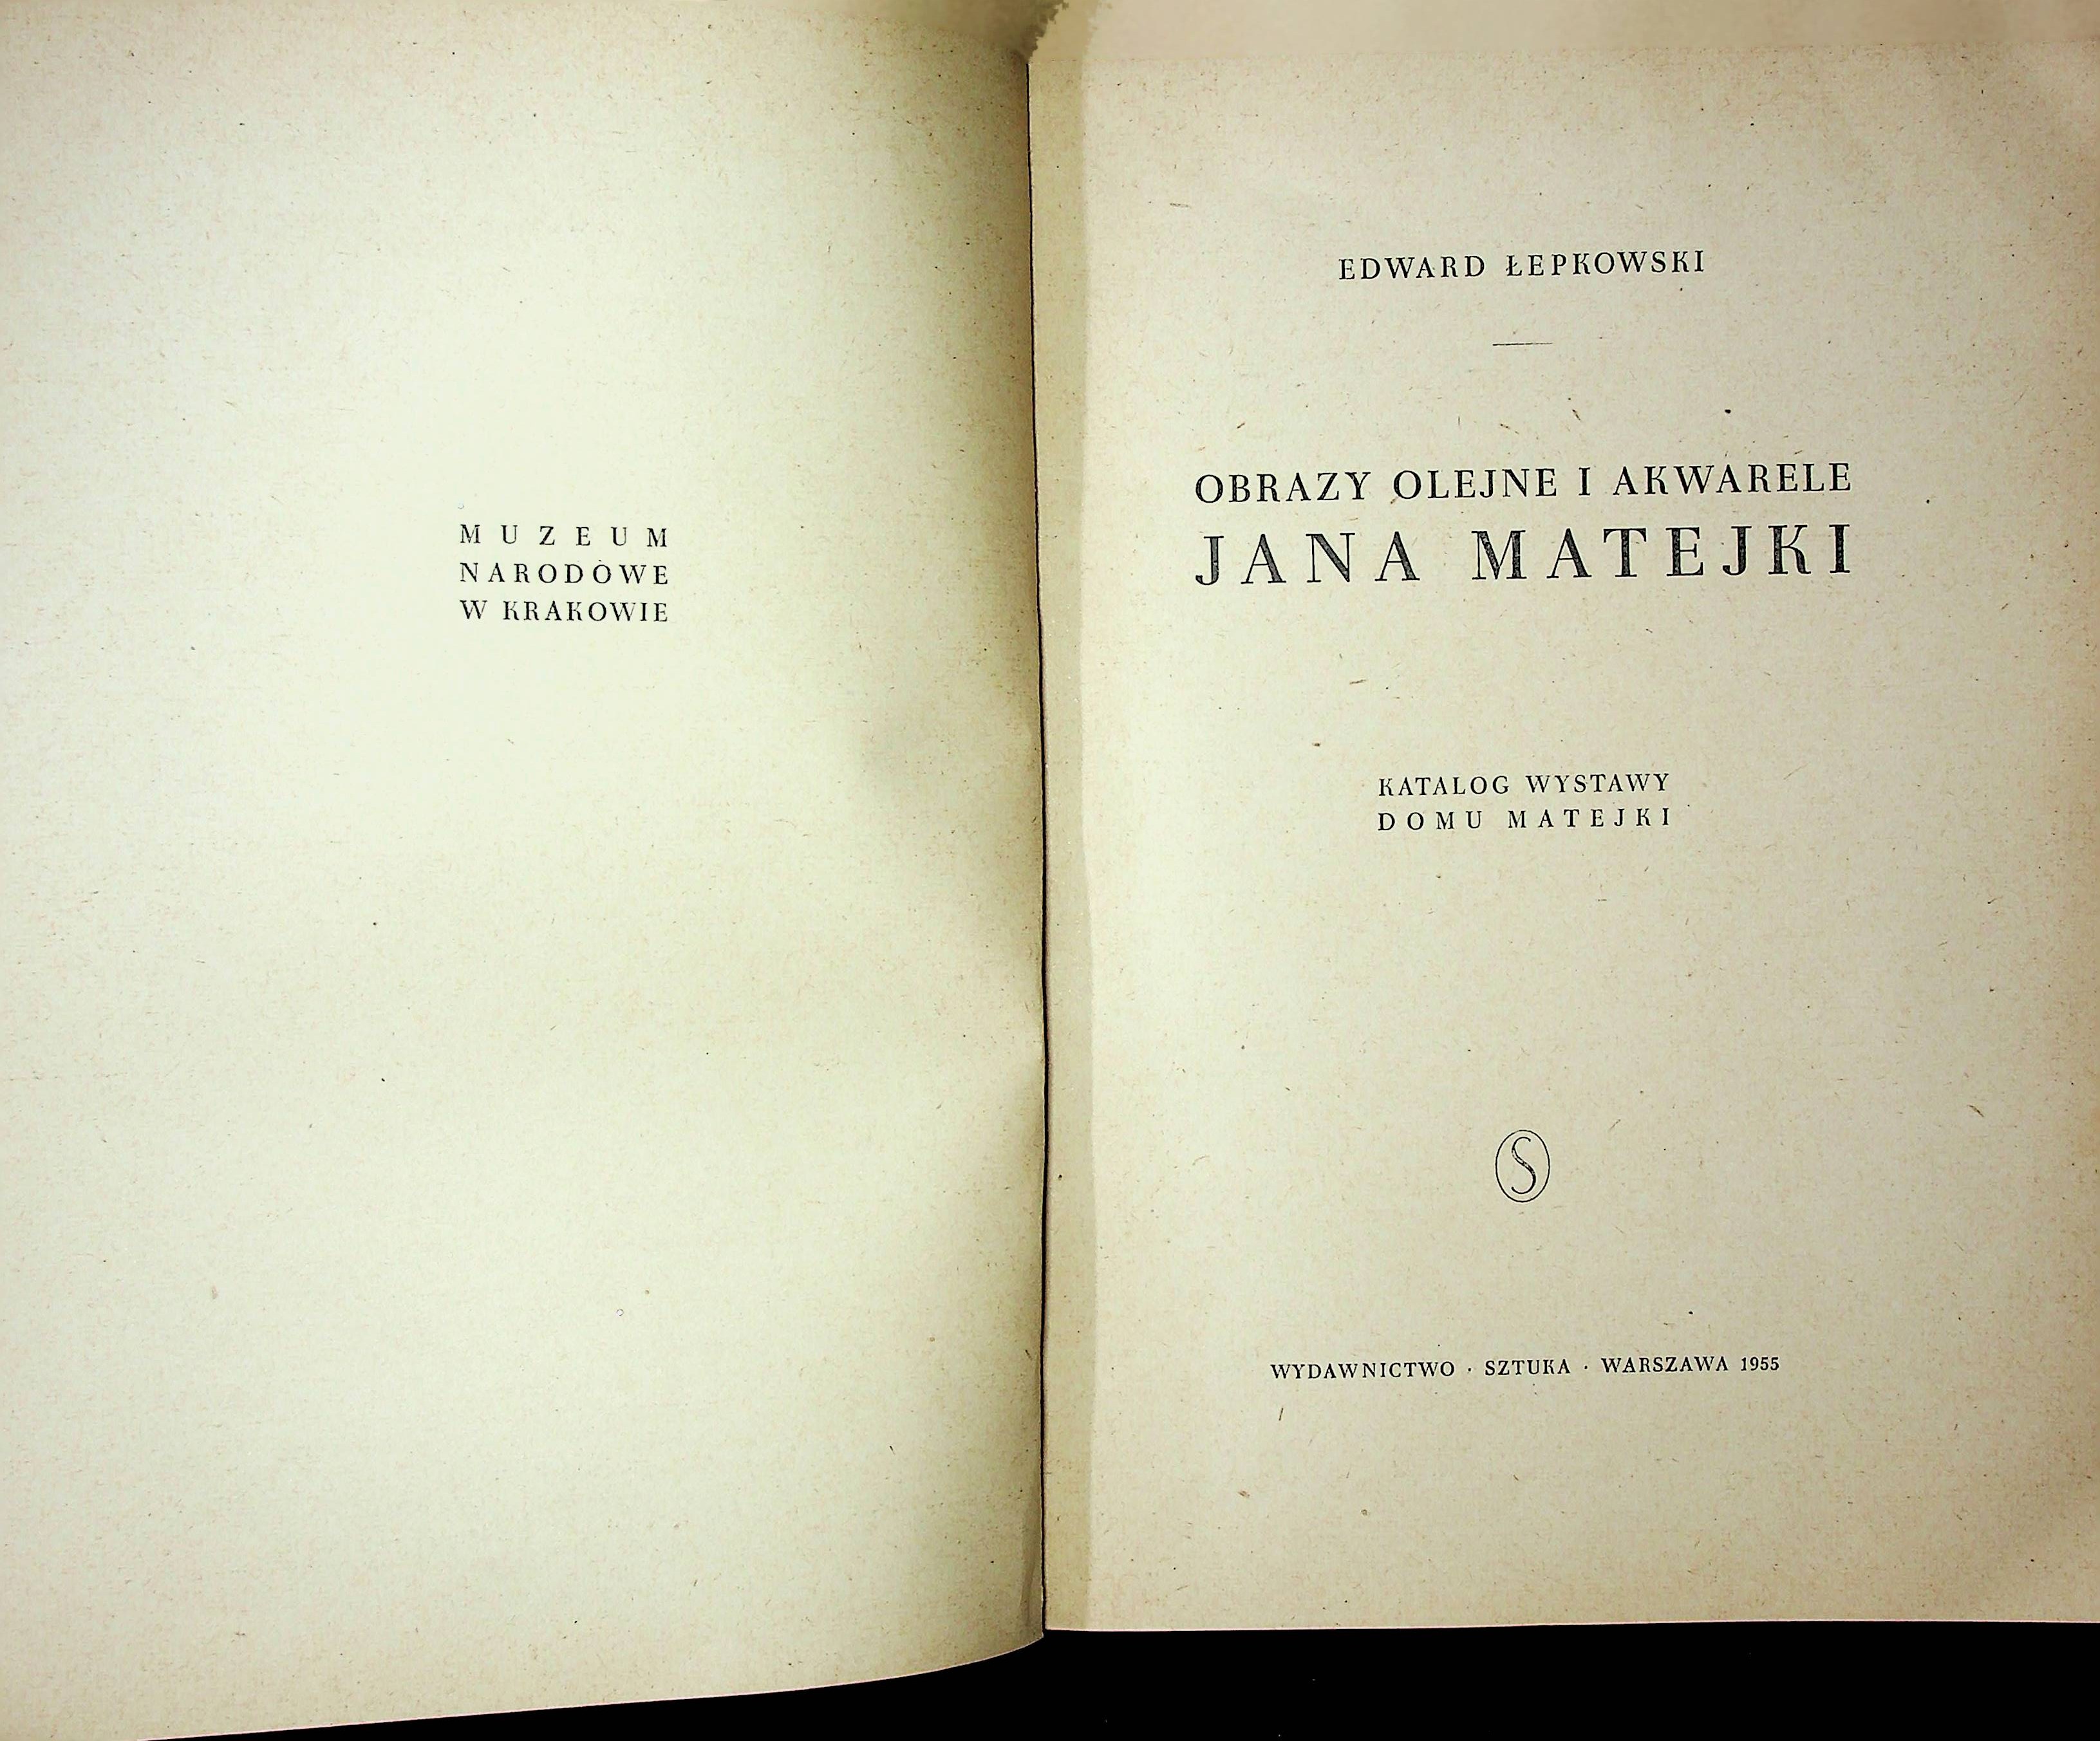 MUZEUM
NARODOWE
W KRAKOWIE
EDWARD ŁEPKOWSKI
OBRAZY OLEJNE I AKWARELE
JANA MATEJKI
KATALOG WYSTAWY
DOMU MATEJKI
S
WYDAWNICTWO · SZTUKA · WARSZAWA 1955